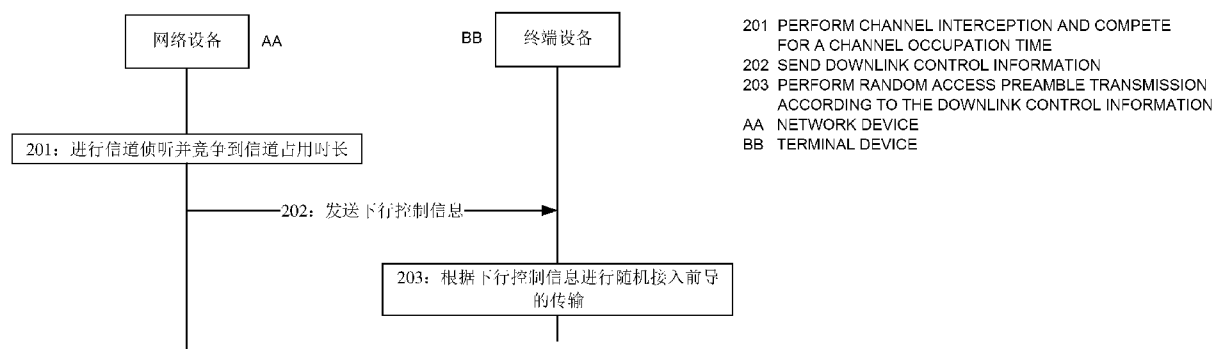 网络设备 AA
BB 终端设备
201：进行信道侦听并竞争到信道占用时长
202：发送下行控制信息
203：根据下行控制信息进行随机接入前导
的传输
201 PERFORM CHANNEL INTERCEPTION AND COMPETE
FOR A CHANNEL OCCUPATION TIME
202 SEND DOWNLINK CONTROL INFORMATION
203 PERFORM RANDOM ACCESS PREAMBLE TRANSMISSION
ACCORDING TO THE DOWNLINK CONTROL INFORMATION
AA NETWORK DEVICE
BB TERMINAL DEVICE